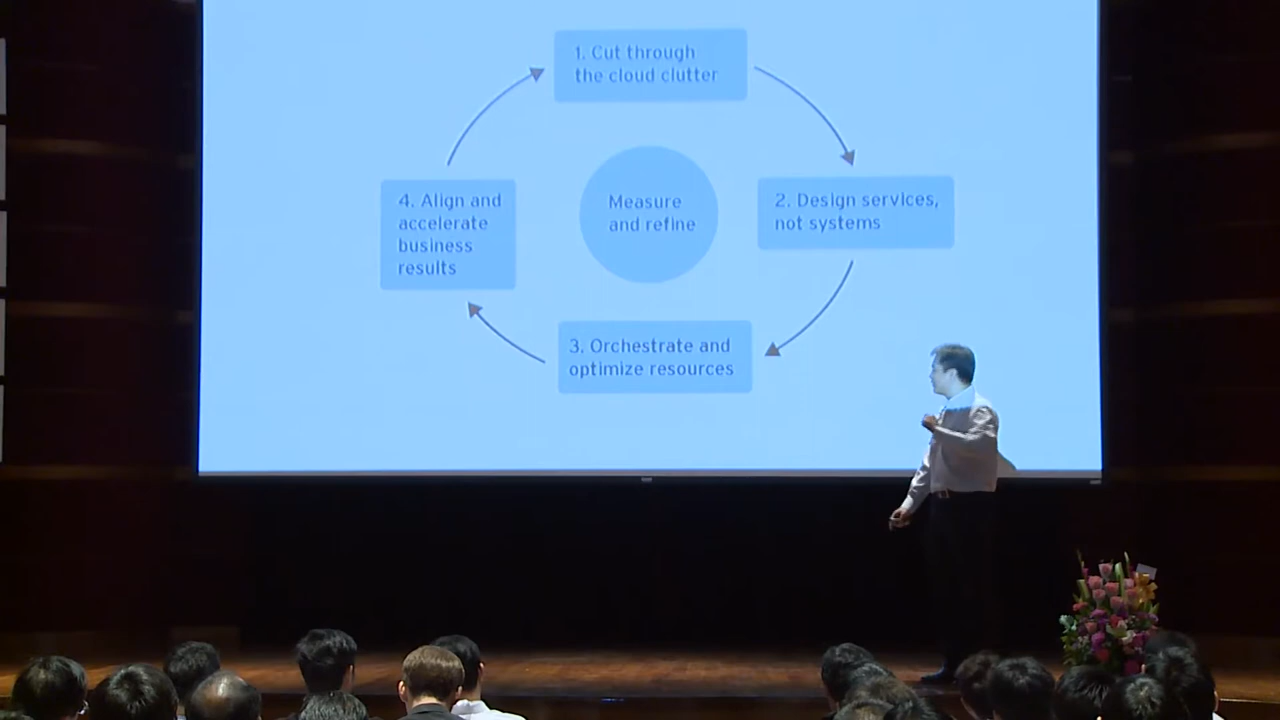 1. Cut through
the cloud clutter
2. Design services,
not systems
3. Orchestrate and
optimize resources
4. Align and
accelerate
business
results
Measure
and refine